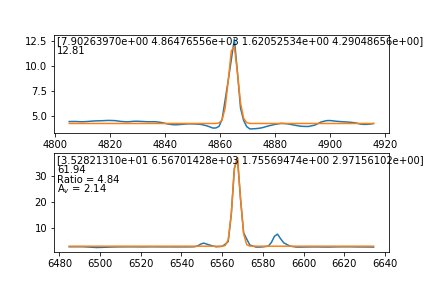 [7.90263970e+00 4.86476556e+03 1.62052534e+00 4.29048656e+00]
12.81
12.5
10.0
7.5
5.0
4800 4820 4840 4860 4880 4900 4920
[3.52821310e+01 6.56701428e+03 1.75569474e+00 2.97156102e+00]
61.94
Ratio = 4.84
Aν = 2.14
30
20
10
6480 6500 6520 6540 6560 6580 6600 6620 6640